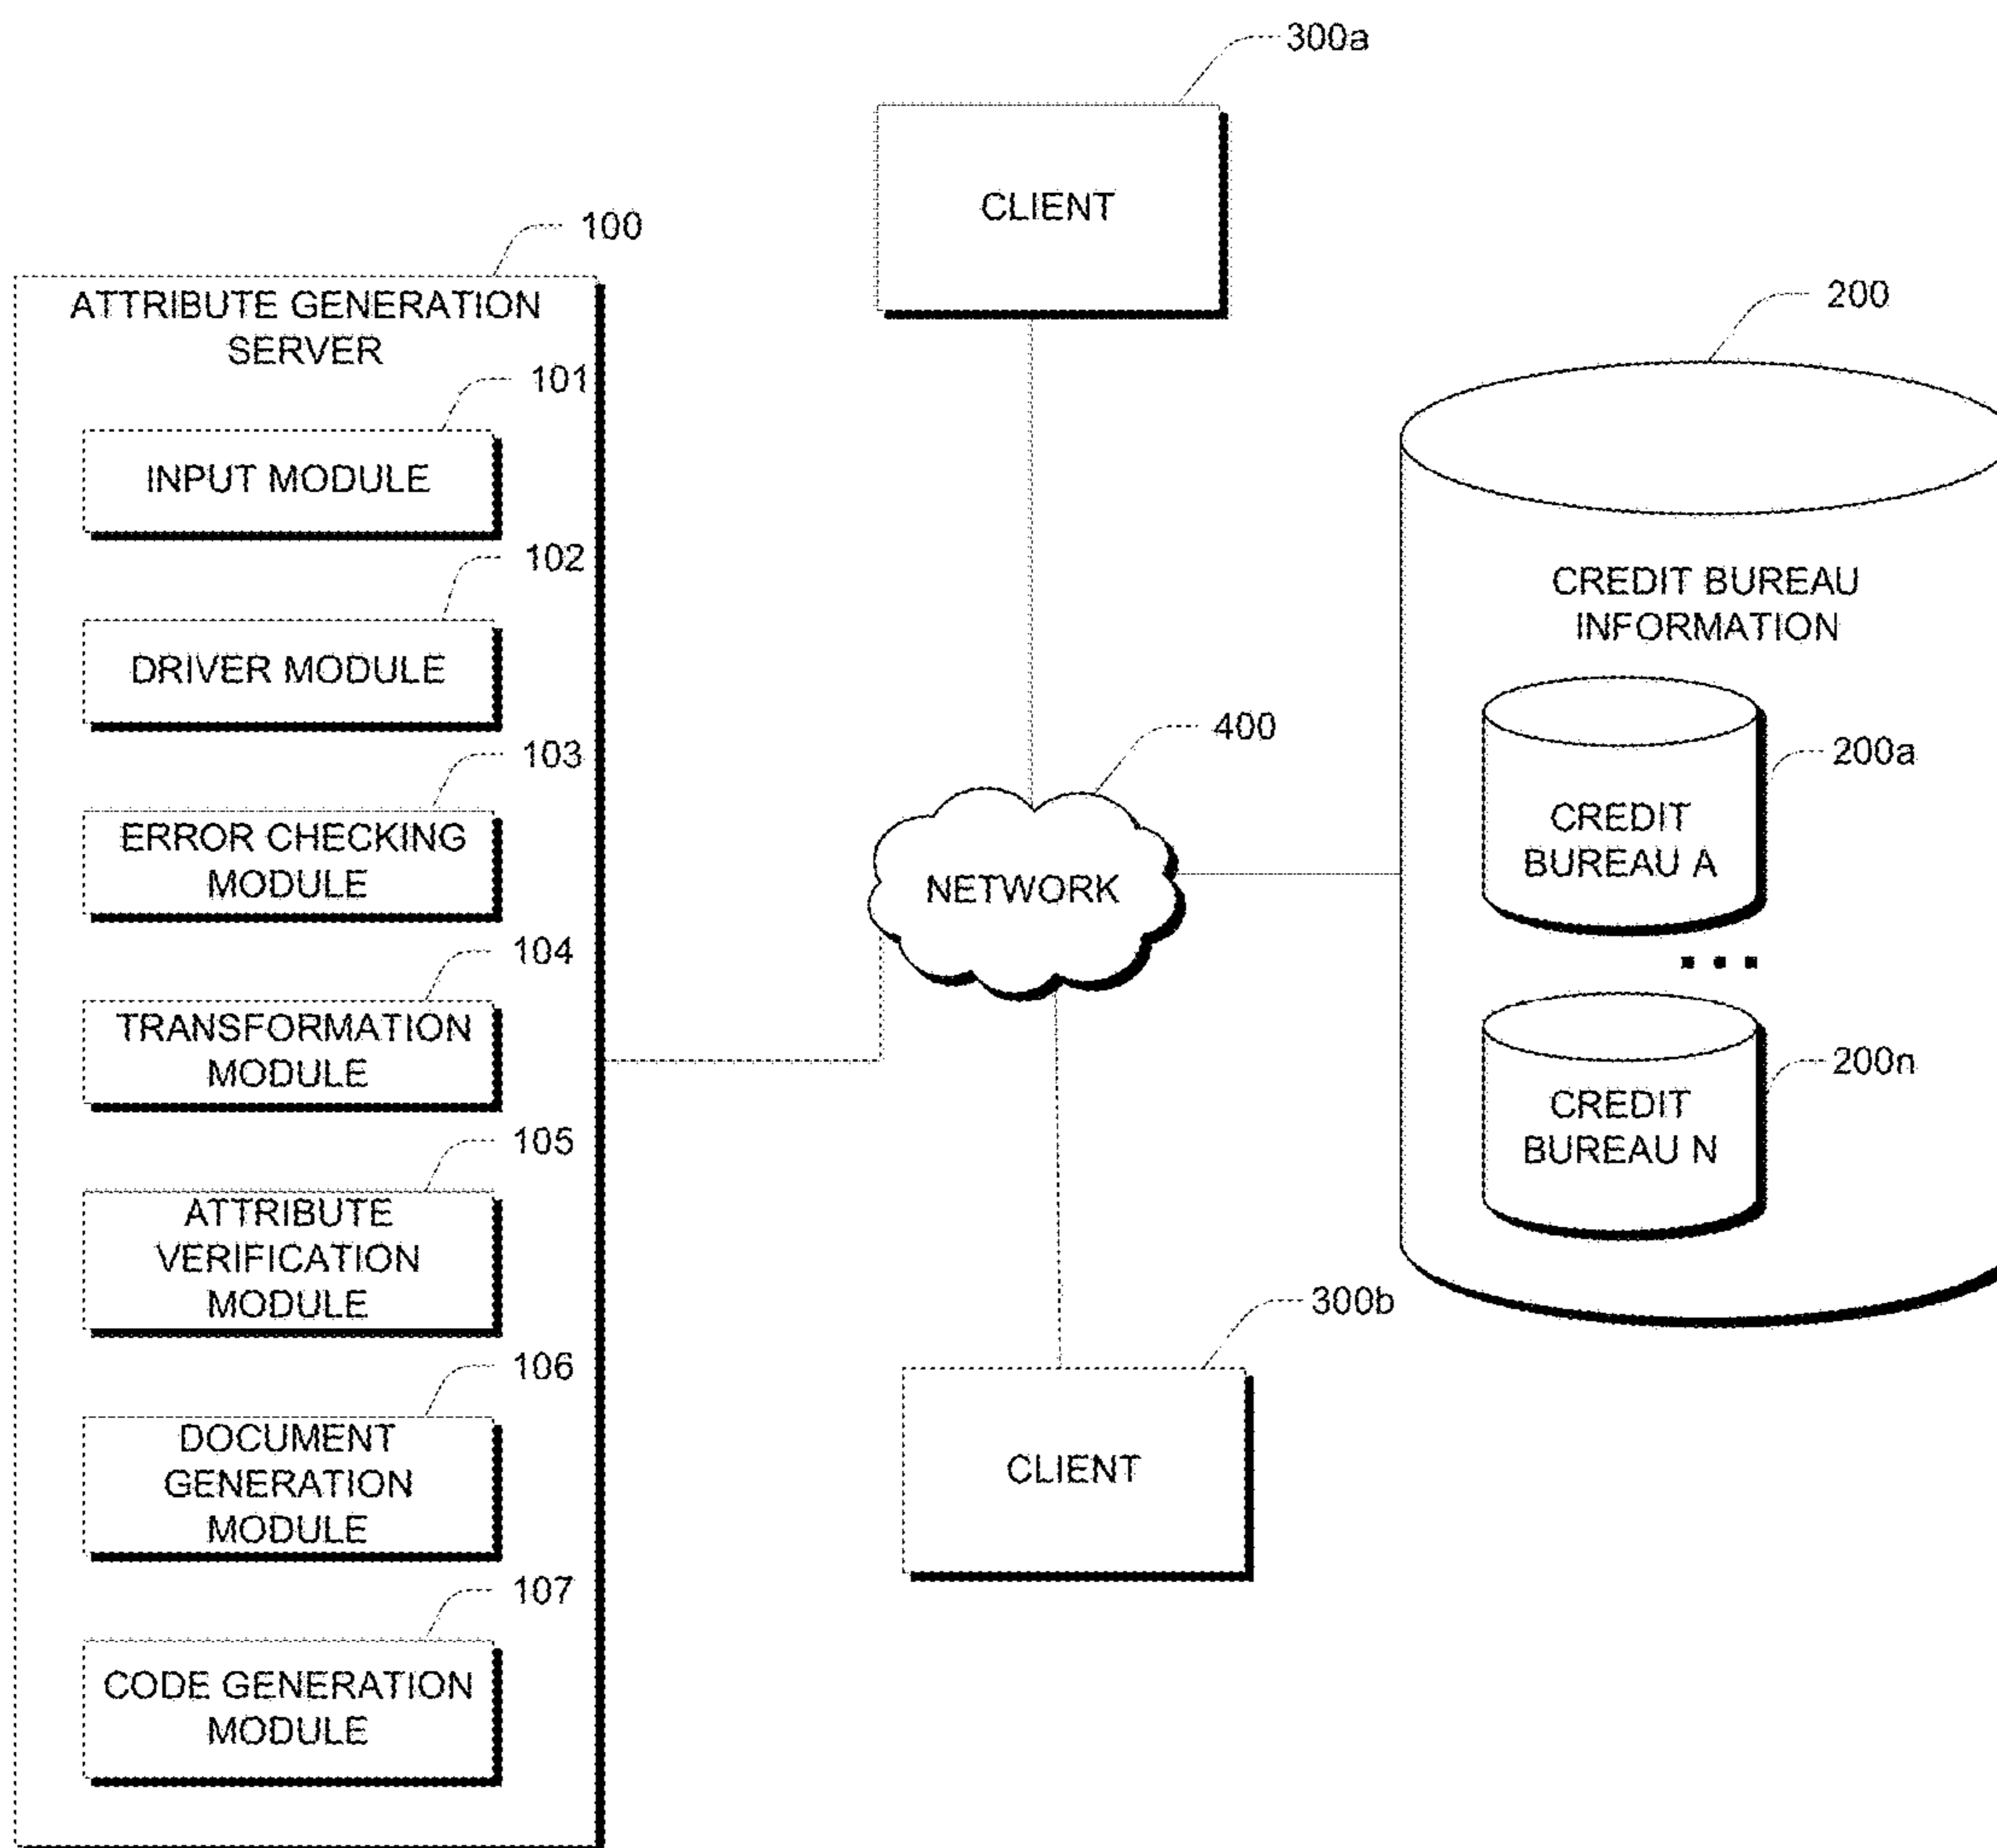 300a
CLIENT
100
ATTRIBUTE GENERATION
SERVER
101
INPUT MODULE
102
DRIVER MODULE
103
ERROR CHECKING
MODULE
104
TRANSFORMATION
MODULE
105
ATTRIBUTE
VERIFICATION
MODULE
106
DOCUMENT
GENERATION
MODULE
107
CODE GENERATION
MODULE
400
NETWORK
300b
CLIENT
200
CREDIT BUREAU
INFORMATION
200a
CREDIT
BUREAU A
...
200n
CREDIT
BUREAU N